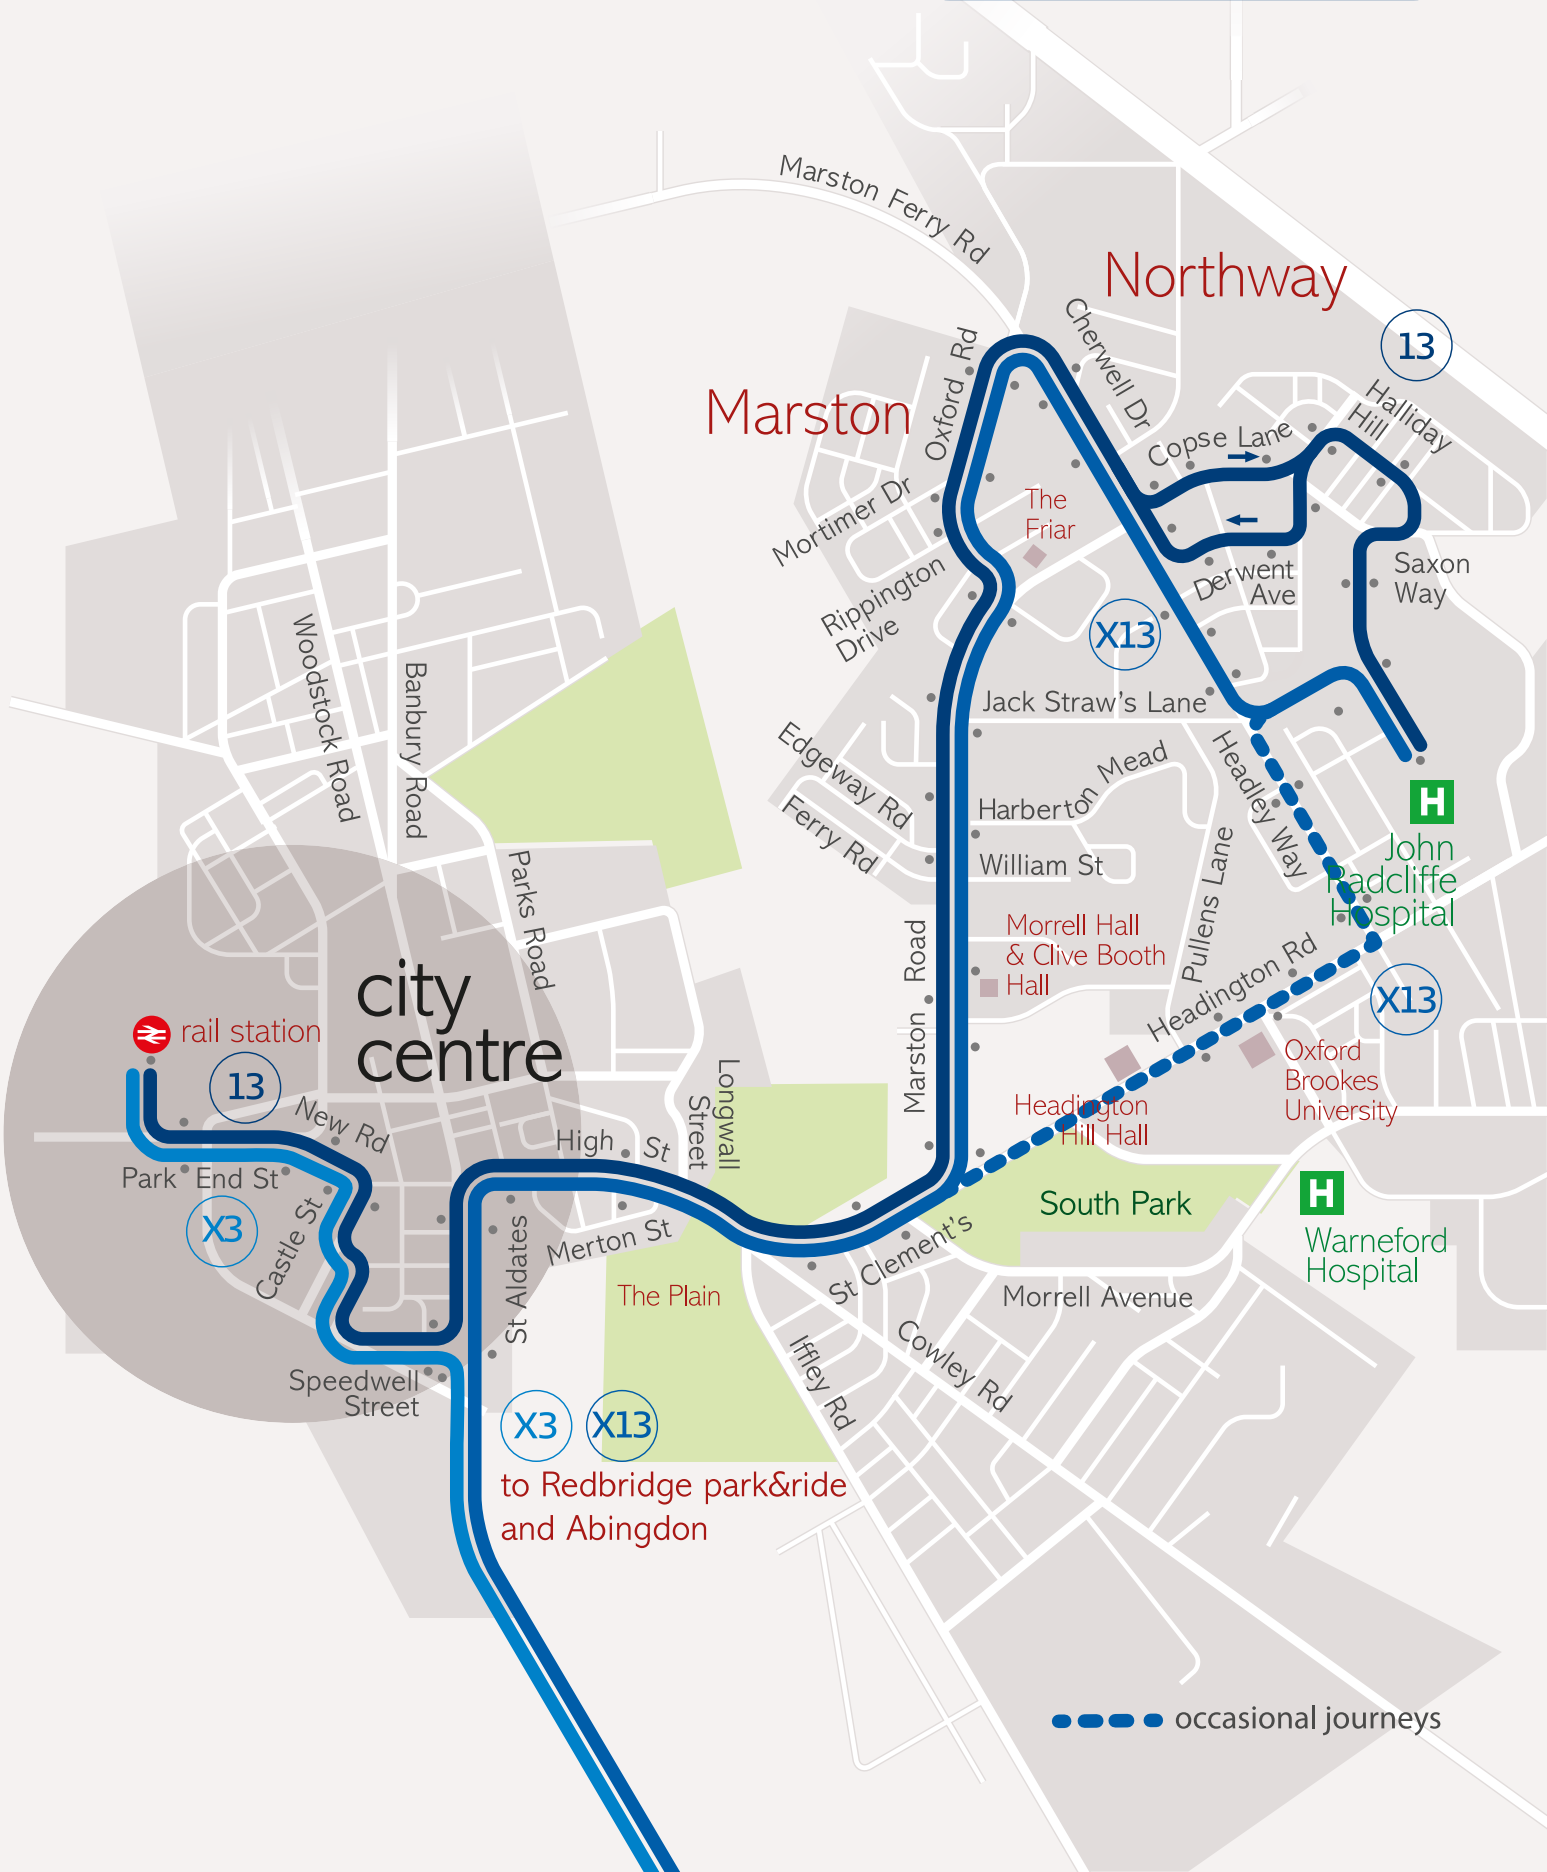 Marston Ferry Rd
Northway
Cherwell Dr
13
Halliday
Hill
Marston
Oxford Rd
Copse Lane
Mortimer Dr
The
Friar
Rippington
Drive
Derwent
Ave
Saxon
Way
X13
Woodstock Road
Banbury Road
Jack Straw's Lane
Edgeway Rd
Ferry Rd
Harberton Mead
Headley Way
William St
Pullens Lane
H
John
Radcliffe
Hospital
Parks Road
Morrell Hall
& Clive Booth
Hall
Marston Road
Headington Rd
X13
city
centre
rail station
13
New Rd
Oxford
Brookes
University
Headington
Hill Hall
Longwall
Street
High St
Park End St
X3
Castle St
South Park
H
Warneford
Hospital
Merton St
St Aldates
St Clement's
The Plain
Morrell Avenue
Iffley Rd
Cowley Rd
Speedwell
Street
X3 X13
to Redbridge park&ride
and Abingdon
occasional journeys